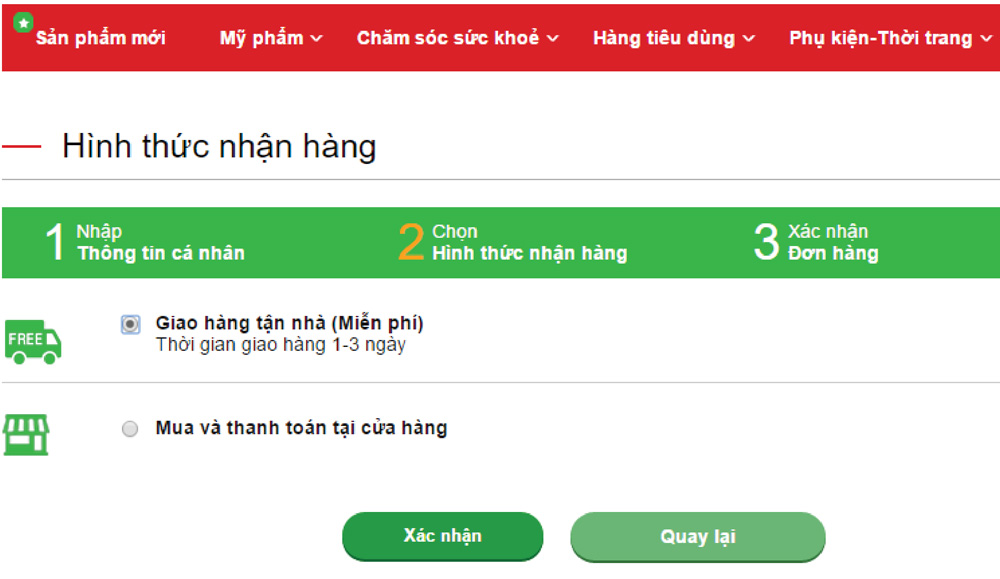 Sản phẩm mới Mỹ phẩm Chăm sóc sức khoẻ Hàng tiêu dùng Phụ kiện-Thời trang
Hình thức nhận hàng
1 Nhập Thông tin cá nhân
2 Chọn Hình thức nhận hàng
3 Xác nhận Đơn hàng
FREE
Giao hàng tận nhà (Miễn phí)
Thời gian giao hàng 1-3 ngày
Mua và thanh toán tại cửa hàng
Xác nhận Quay lại